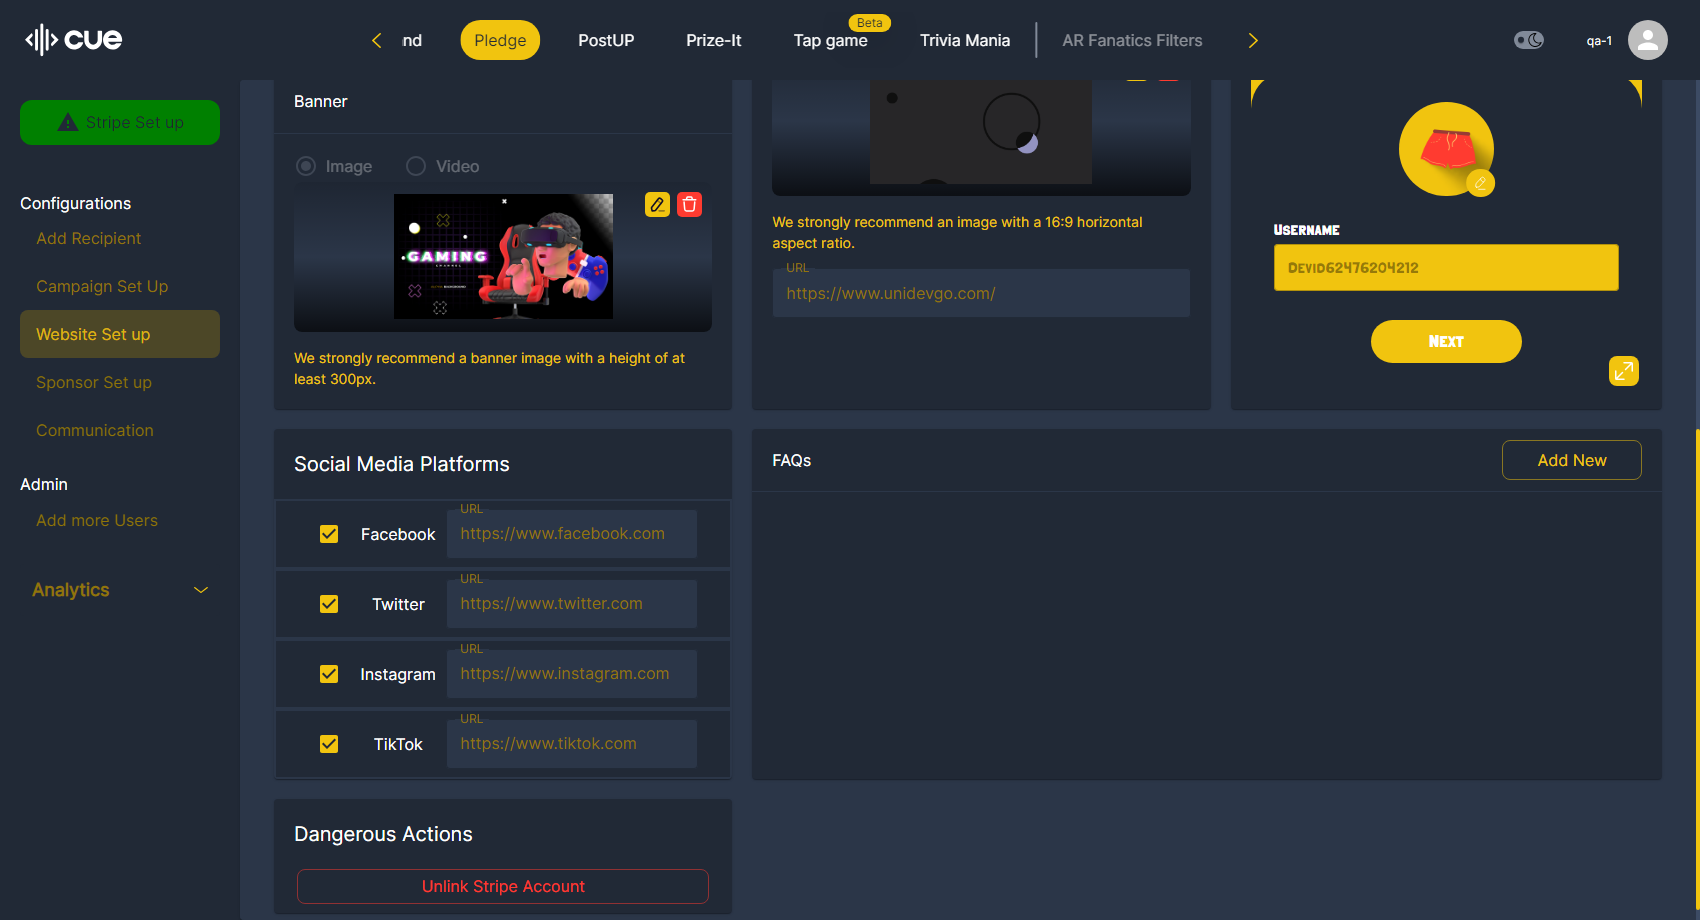 cue
nd
Pledge
PostUP
Prize-It
Beta
Tap game
Trivia Mania
AR Fanatics Filters
qa-1
Stripe Set up
Configurations
Add Recipient
Campaign Set Up
Website Set up
Sponsor Set up
Communication
Admin
Add more Users
Analytics
Banner
Image
Video
GAMING
We strongly recommend a banner image with a height of at
least 300px.
We strongly recommend an image with a 16:9 horizontal
aspect ratio.
URL
https://www.unidevgo.com/
Username
Devid62476204212
Next
Social Media Platforms
Facebook
URL
https://www.facebook.com
Twitter
URL
https://www.twitter.com
Instagram
URL
https://www.instagram.com
TikTok
URL
https://www.tiktok.com
FAQs
Add New
Dangerous Actions
Unlink Stripe Account